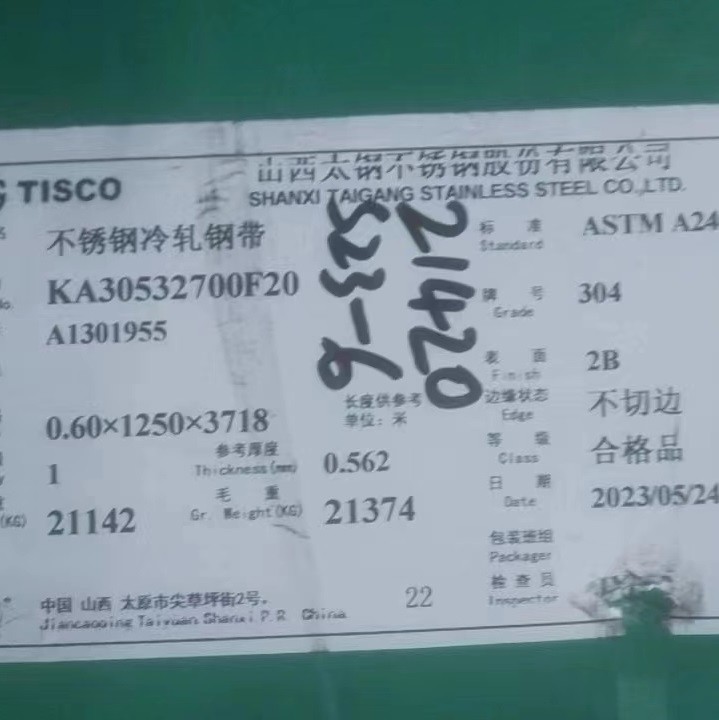 TISCO
山西太钢不锈钢股份有限公司
SHANXI TAIGANG STAINLESS STEEL CO.,LTD.
不锈钢冷轧钢带
标 准 ASTM A24
Standard
KA30532700F20
牌 号 304
Grade
A1301955
523-6
21420
表 面 2B
Finish
0.60×1250×3718
长度供参考
单位：米
边缘状态 不切边
Edge
1
参考厚度 0.562
Thickness(mm)
等 级 合格品
Class
(KG) 21142
毛 重 21374
Gr. Weight(KG)
日 期 2023/05/24
Date
包装班组
Packager
检 查 员
Inspector
中国 山西 太原市尖草坪街2号。
Jiancaoping Taiyuan Shanxi P.R. China
22